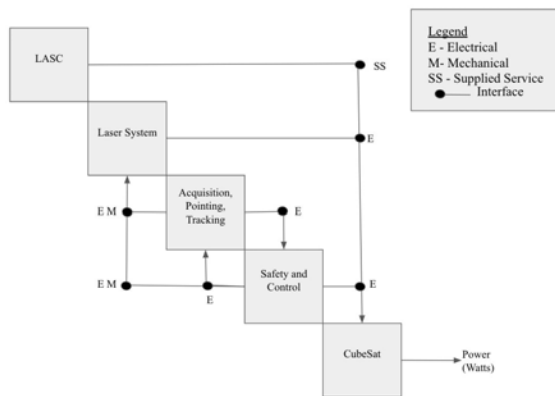 Legend
E - Electrical
M- Mechanical
SS - Supplied Service
Interface
LASC
SS
Laser System
E
Acquisition,
Pointing,
Tracking
E M
E
Safety and
Control
E M
E
E
CubeSat
Power
(Watts)